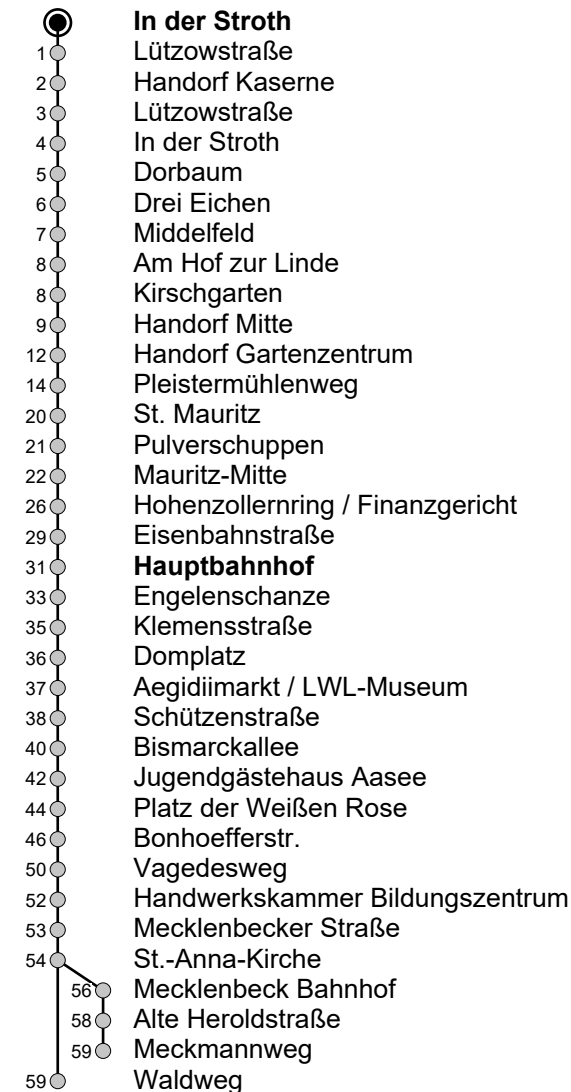 In der Stroth
1 Lützowstraße
2 Handorf Kaserne
3 Lützowstraße
4 In der Stroth
5 Dorbaum
6 Drei Eichen
7 Middelfeld
8 Am Hof zur Linde
8 Kirschgarten
9 Handorf Mitte
12 Handorf Gartenzentrum
14 Pleistermühlenweg
20 St. Mauritz
21 Pulverschuppen
22 Mauritz-Mitte
26 Hohenzollernring / Finanzgericht
29 Eisenbahnstraße
31 Hauptbahnhof
33 Engelenschanze
35 Klemensstraße
36 Domplatz
37 Aegidiimarkt / LWL-Museum
38 Schützenstraße
40 Bismarckallee
42 Jugendgästehaus Aasee
44 Platz der Weißen Rose
46 Bonhoefferstr.
50 Vagedesweg
52 Handwerkskammer Bildungszentrum
53 Mecklenbecker Straße
54 St.-Anna-Kirche
56 Mecklenbeck Bahnhof
58 Alte Heroldstraße
59 Meckmannweg
59 Waldweg